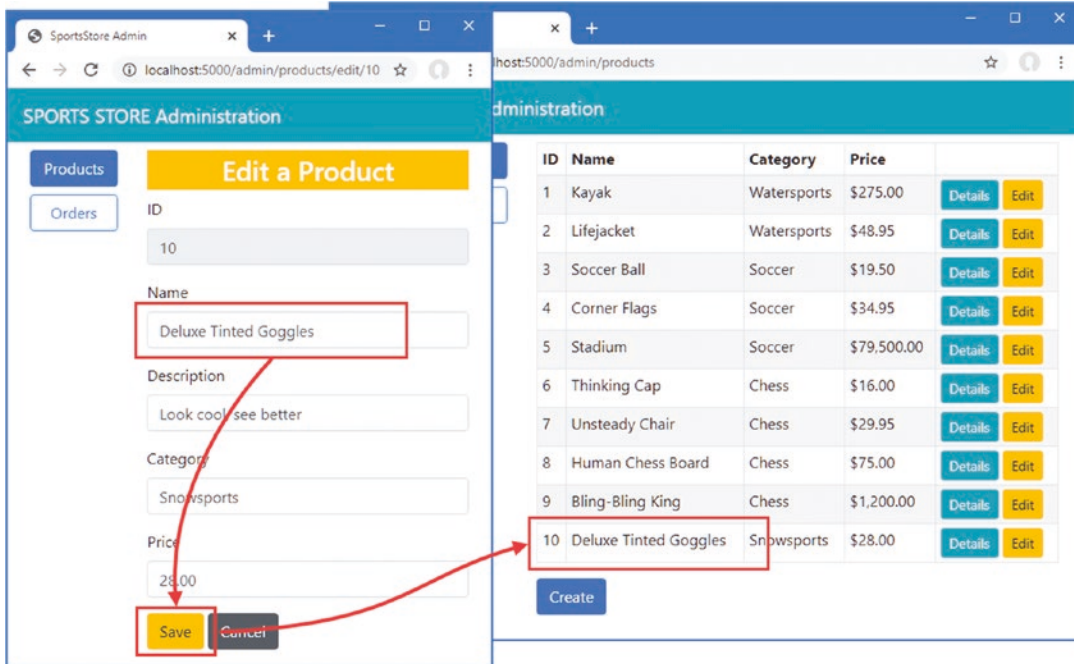 SportsStore Admin
localhost:5000/admin/products/edit/10
SPORTS STORE Administration
Products
Orders
Edit a Product
ID
10
Name
Deluxe Tinted Goggles
Description
Look cool, see better
Category
Snowsports
Price
28.00
Save
Cancel
lhost:5000/admin/products
dministration
ID Name Category Price
1 Kayak Watersports $275.00 Details Edit
2 Lifejacket Watersports $48.95 Details Edit
3 Soccer Ball Soccer $19.50 Details Edit
4 Corner Flags Soccer $34.95 Details Edit
5 Stadium Soccer $79,500.00 Details Edit
6 Thinking Cap Chess $16.00 Details Edit
7 Unsteady Chair Chess $29.95 Details Edit
8 Human Chess Board Chess $75.00 Details Edit
9 Bling-Bling King Chess $1,200.00 Details Edit
10 Deluxe Tinted Goggles Snowsports $28.00 Details Edit
Create